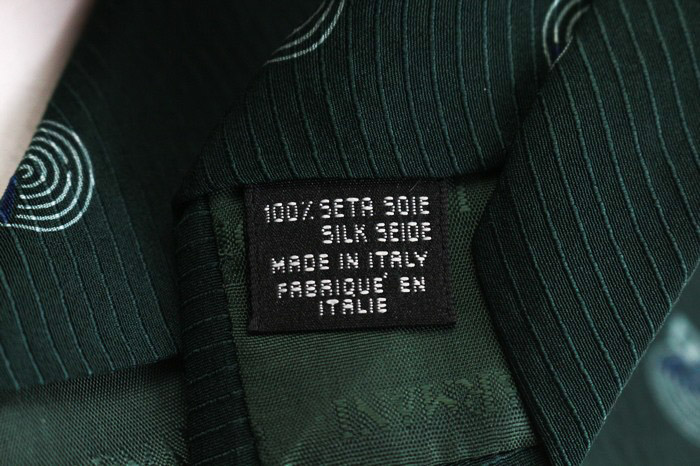 100% SETA SOIE
SILK SEIDE
MADE IN ITALY
FABRIQUE' EN
ITALIE